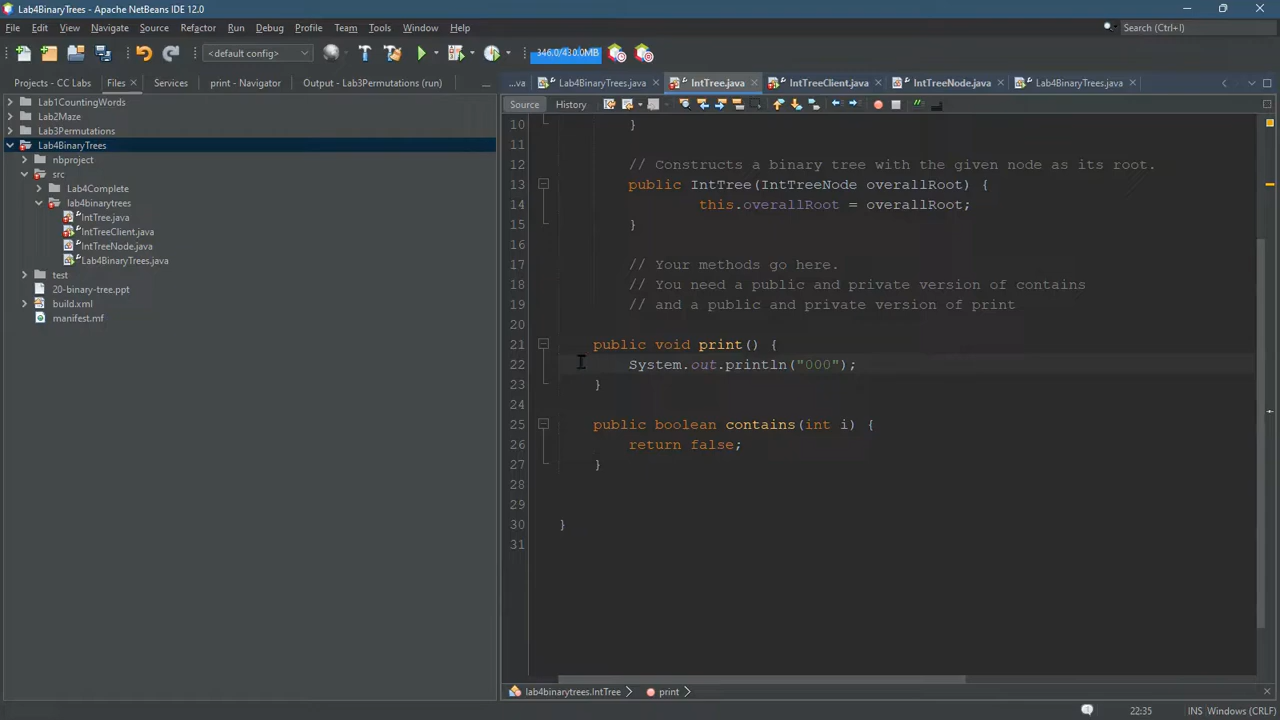 Lab4BinaryTrees - Apache NetBeans IDE 12.0
File Edit View Navigate Source Refactor Run Debug Profile Team Tools Window Help
Search (Ctrl+I)
<default config>
346.0/430.0MB
Projects - CC Labs Files Services print - Navigator Output - Lab3Permutations (run)
...va Lab4BinaryTrees.java IntTree.java IntTreeClient.java IntTreeNode.java Lab4BinaryTrees.java
Source History
Lab1CountingWords
Lab2Maze
Lab3Permutations
Lab4BinaryTrees
nbproject
src
Lab4Complete
lab4binarytrees
IntTree.java
IntTreeClient.java
IntTreeNode.java
Lab4BinaryTrees.java
test
20-binary-tree.ppt
build.xml
manifest.mf
10 }
11
12 // Constructs a binary tree with the given node as its root.
13 public IntTree(IntTreeNode overallRoot) {
14 this.overallRoot = overallRoot;
15 }
16
17 // Your methods go here.
18 // You need a public and private version of contains
19 // and a public and private version of print
20
21 public void print() {
22 System.out.println("000");
23 }
24
25 public boolean contains(int i) {
26 return false;
27 }
28
29
30 }
31
lab4binarytrees.IntTree print
22:35 INS Windows (CRLF)